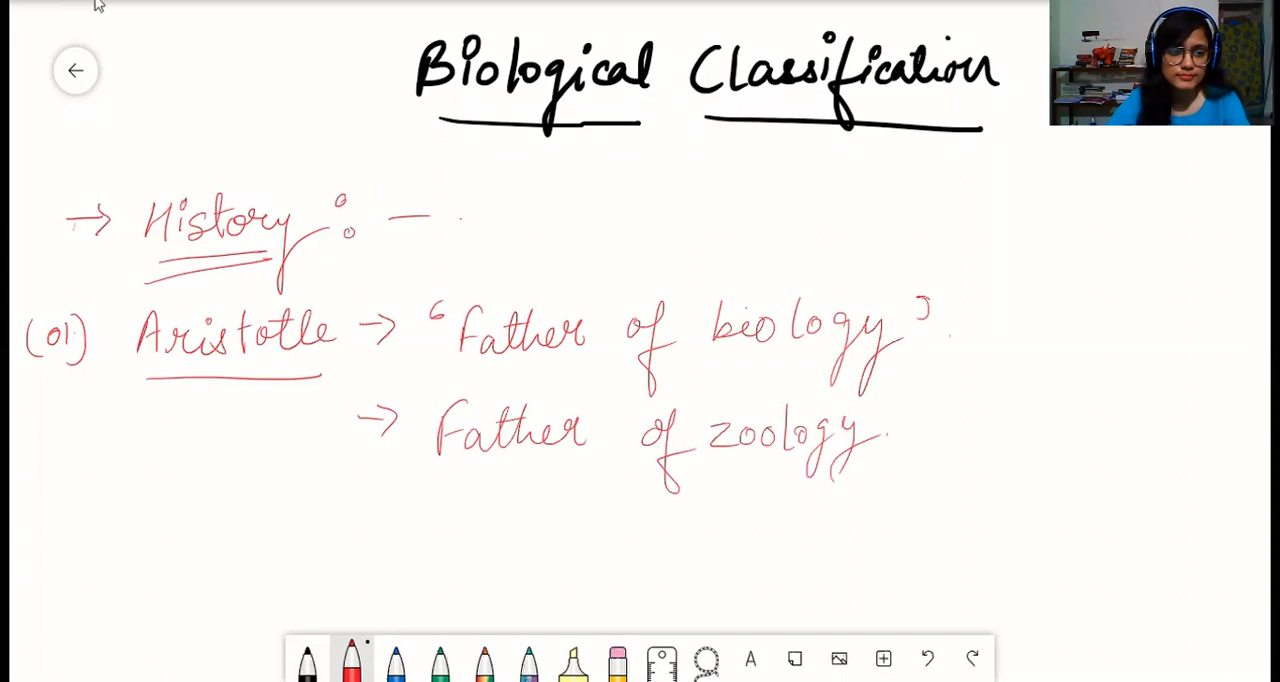 Biological Classification
→ History : —
(01) Aristotle → ‘Father of biology’.
→ Father of zoology.
A